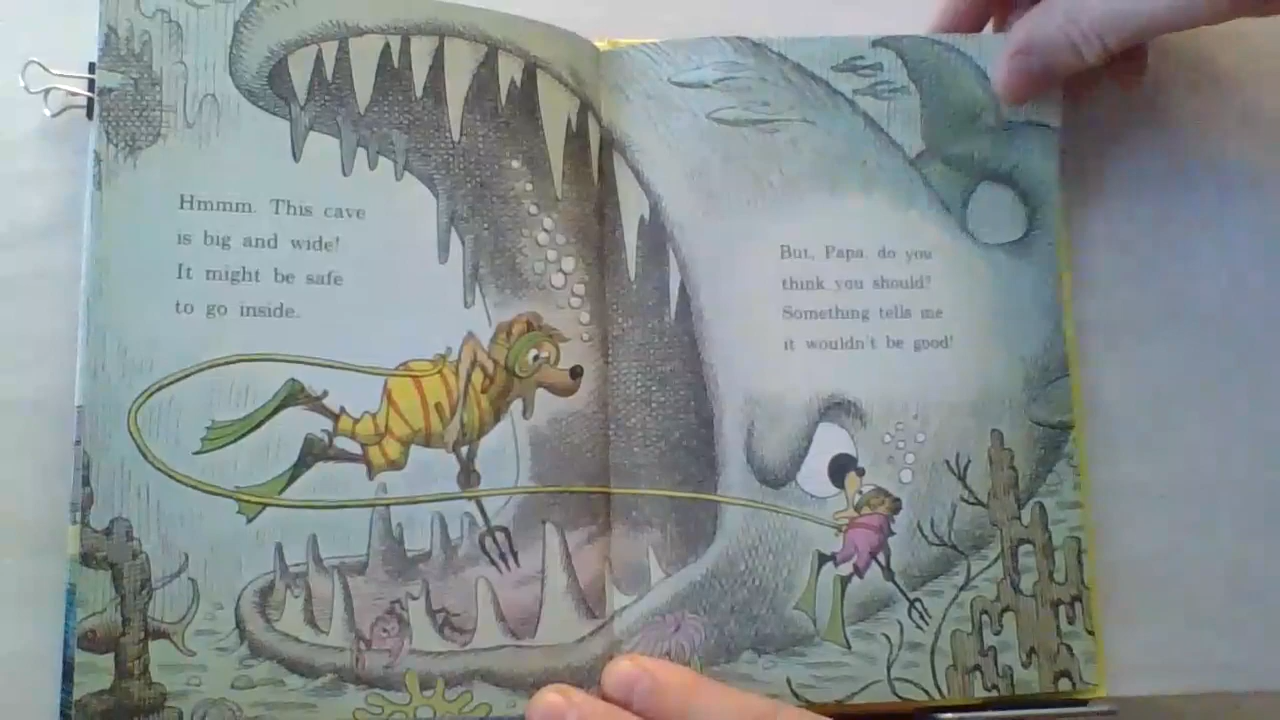 Hmmm. This cave
is big and wide!
It might be safe
to go inside.
But, Papa, do you
think you should?
Something tells me
it wouldn't be good!